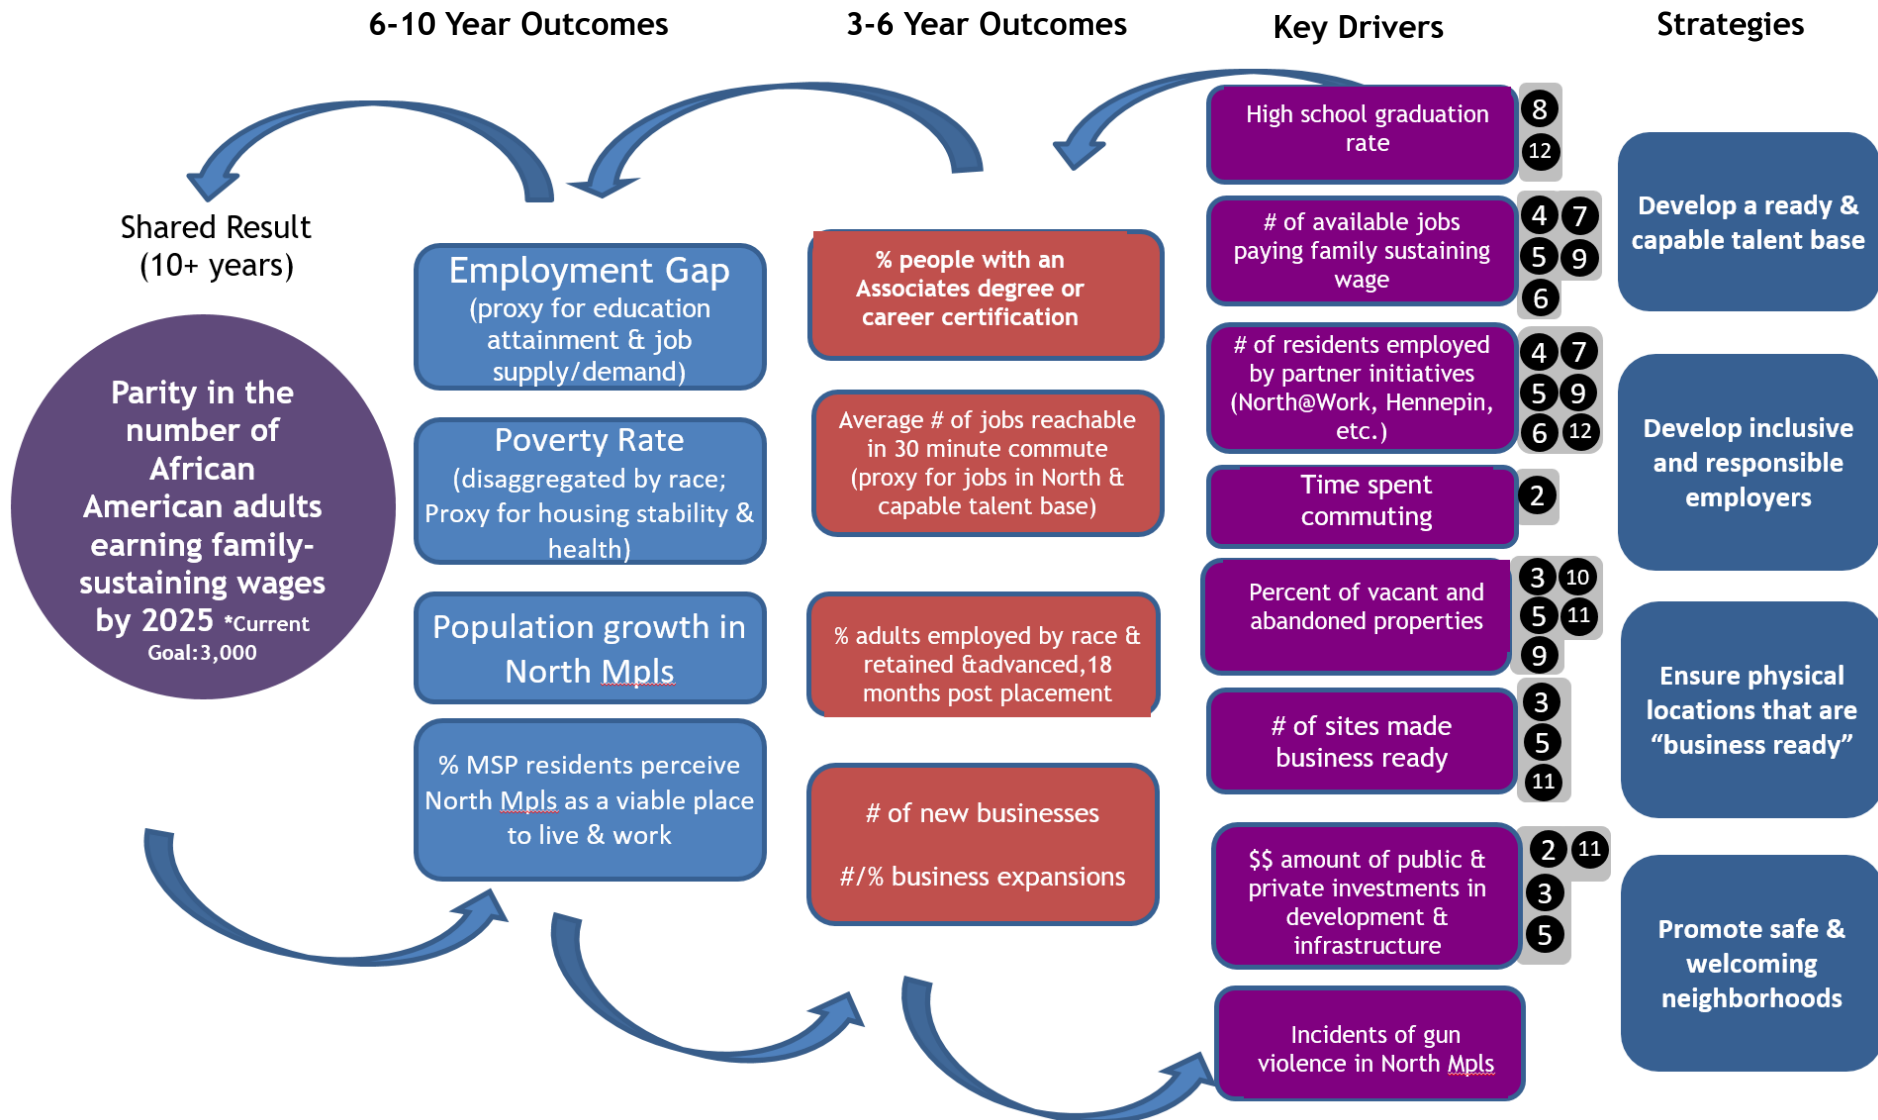 6-10 Year Outcomes
3-6 Year Outcomes
Key Drivers
Strategies
Shared Result
(10+ years)
Parity in the
number of
African
American adults
earning family-
sustaining wages
by 2025 *Current
Goal:3,000
Employment Gap
(proxy for education
attainment & job
supply/demand)
Poverty Rate
(disaggregated by race;
Proxy for housing stability &
health)
Population growth in
North Mpls
% MSP residents perceive
North Mpls as a viable place
to live & work
% people with an
Associates degree or
career certification
Average # of jobs reachable
in 30 minute commute
(proxy for jobs in North &
capable talent base)
% adults employed by race &
retained &advanced,18
months post placement
# of new businesses
#/% business expansions
High school graduation
rate
8
12
# of available jobs
paying family sustaining
wage
4 7
5 9
6
# of residents employed
by partner initiatives
(North@Work, Hennepin,
etc.)
4 7
5 9
6 12
Time spent
commuting
2
Percent of vacant and
abandoned properties
3 10
5 11
9
# of sites made
business ready
3
5
11
$$ amount of public &
private investments in
development &
infrastructure
2 11
3
5
Incidents of gun
violence in North Mpls
Develop a ready &
capable talent base
Develop inclusive
and responsible
employers
Ensure physical
locations that are
“business ready”
Promote safe &
welcoming
neighborhoods